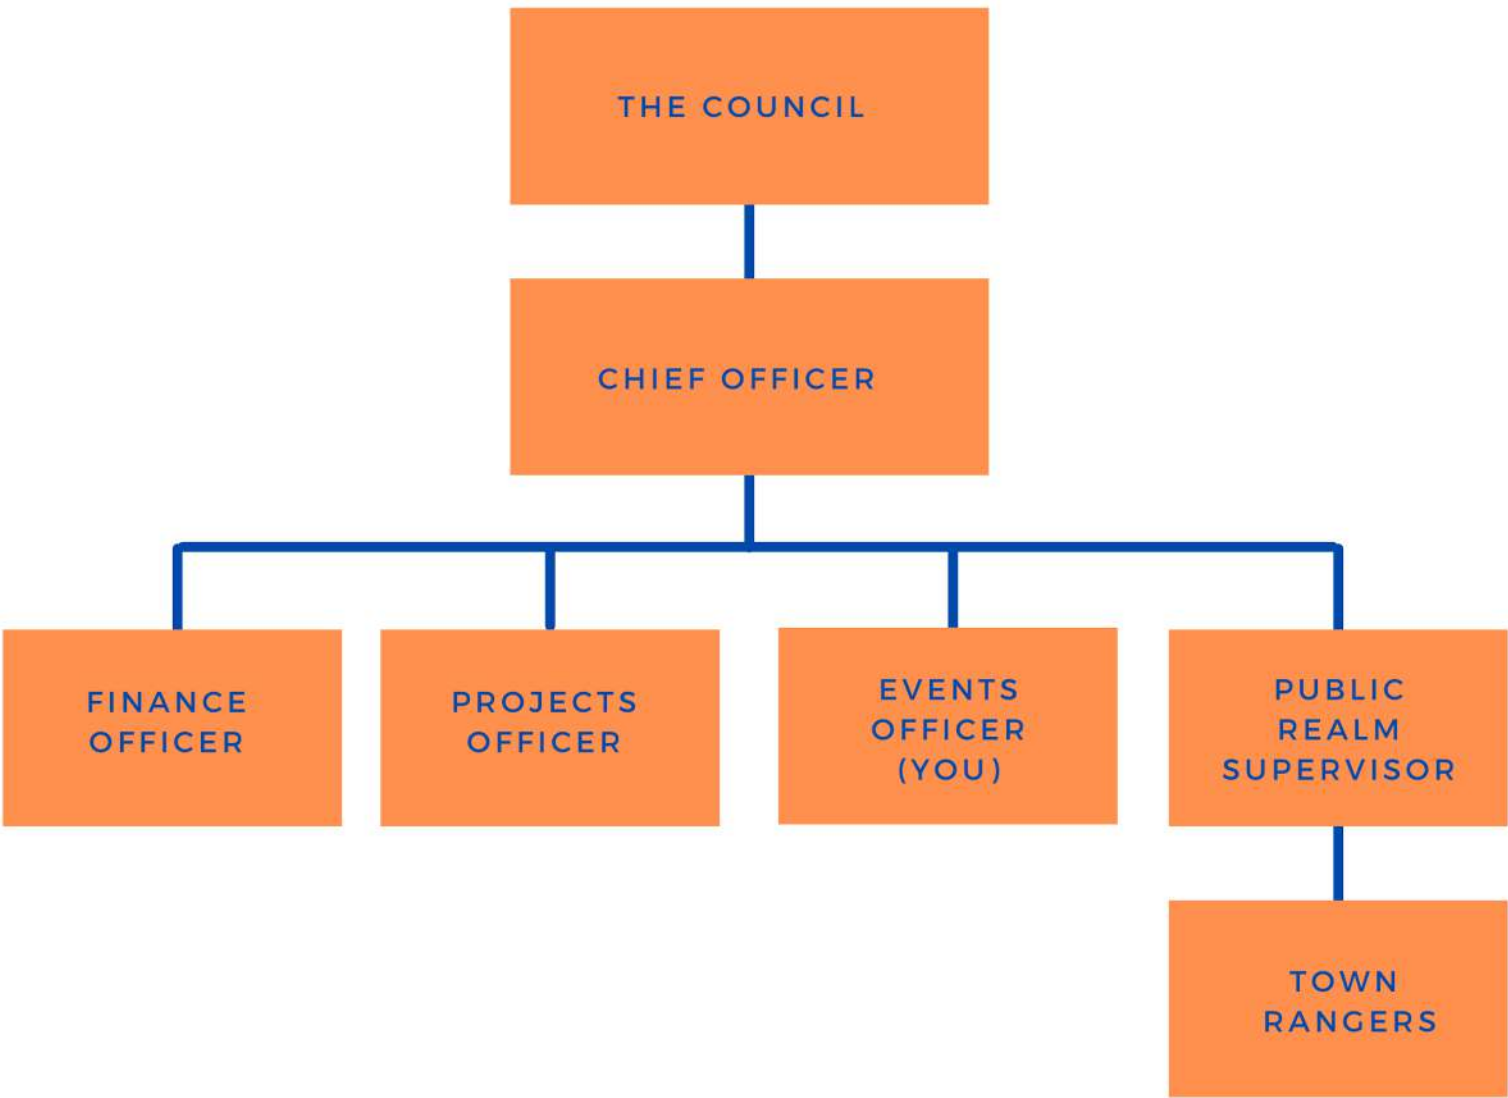 THE COUNCIL
CHIEF OFFICER
FINANCE
OFFICER
PROJECTS
OFFICER
EVENTS
OFFICER
(YOU)
PUBLIC
REALM
SUPERVISOR
TOWN
RANGERS